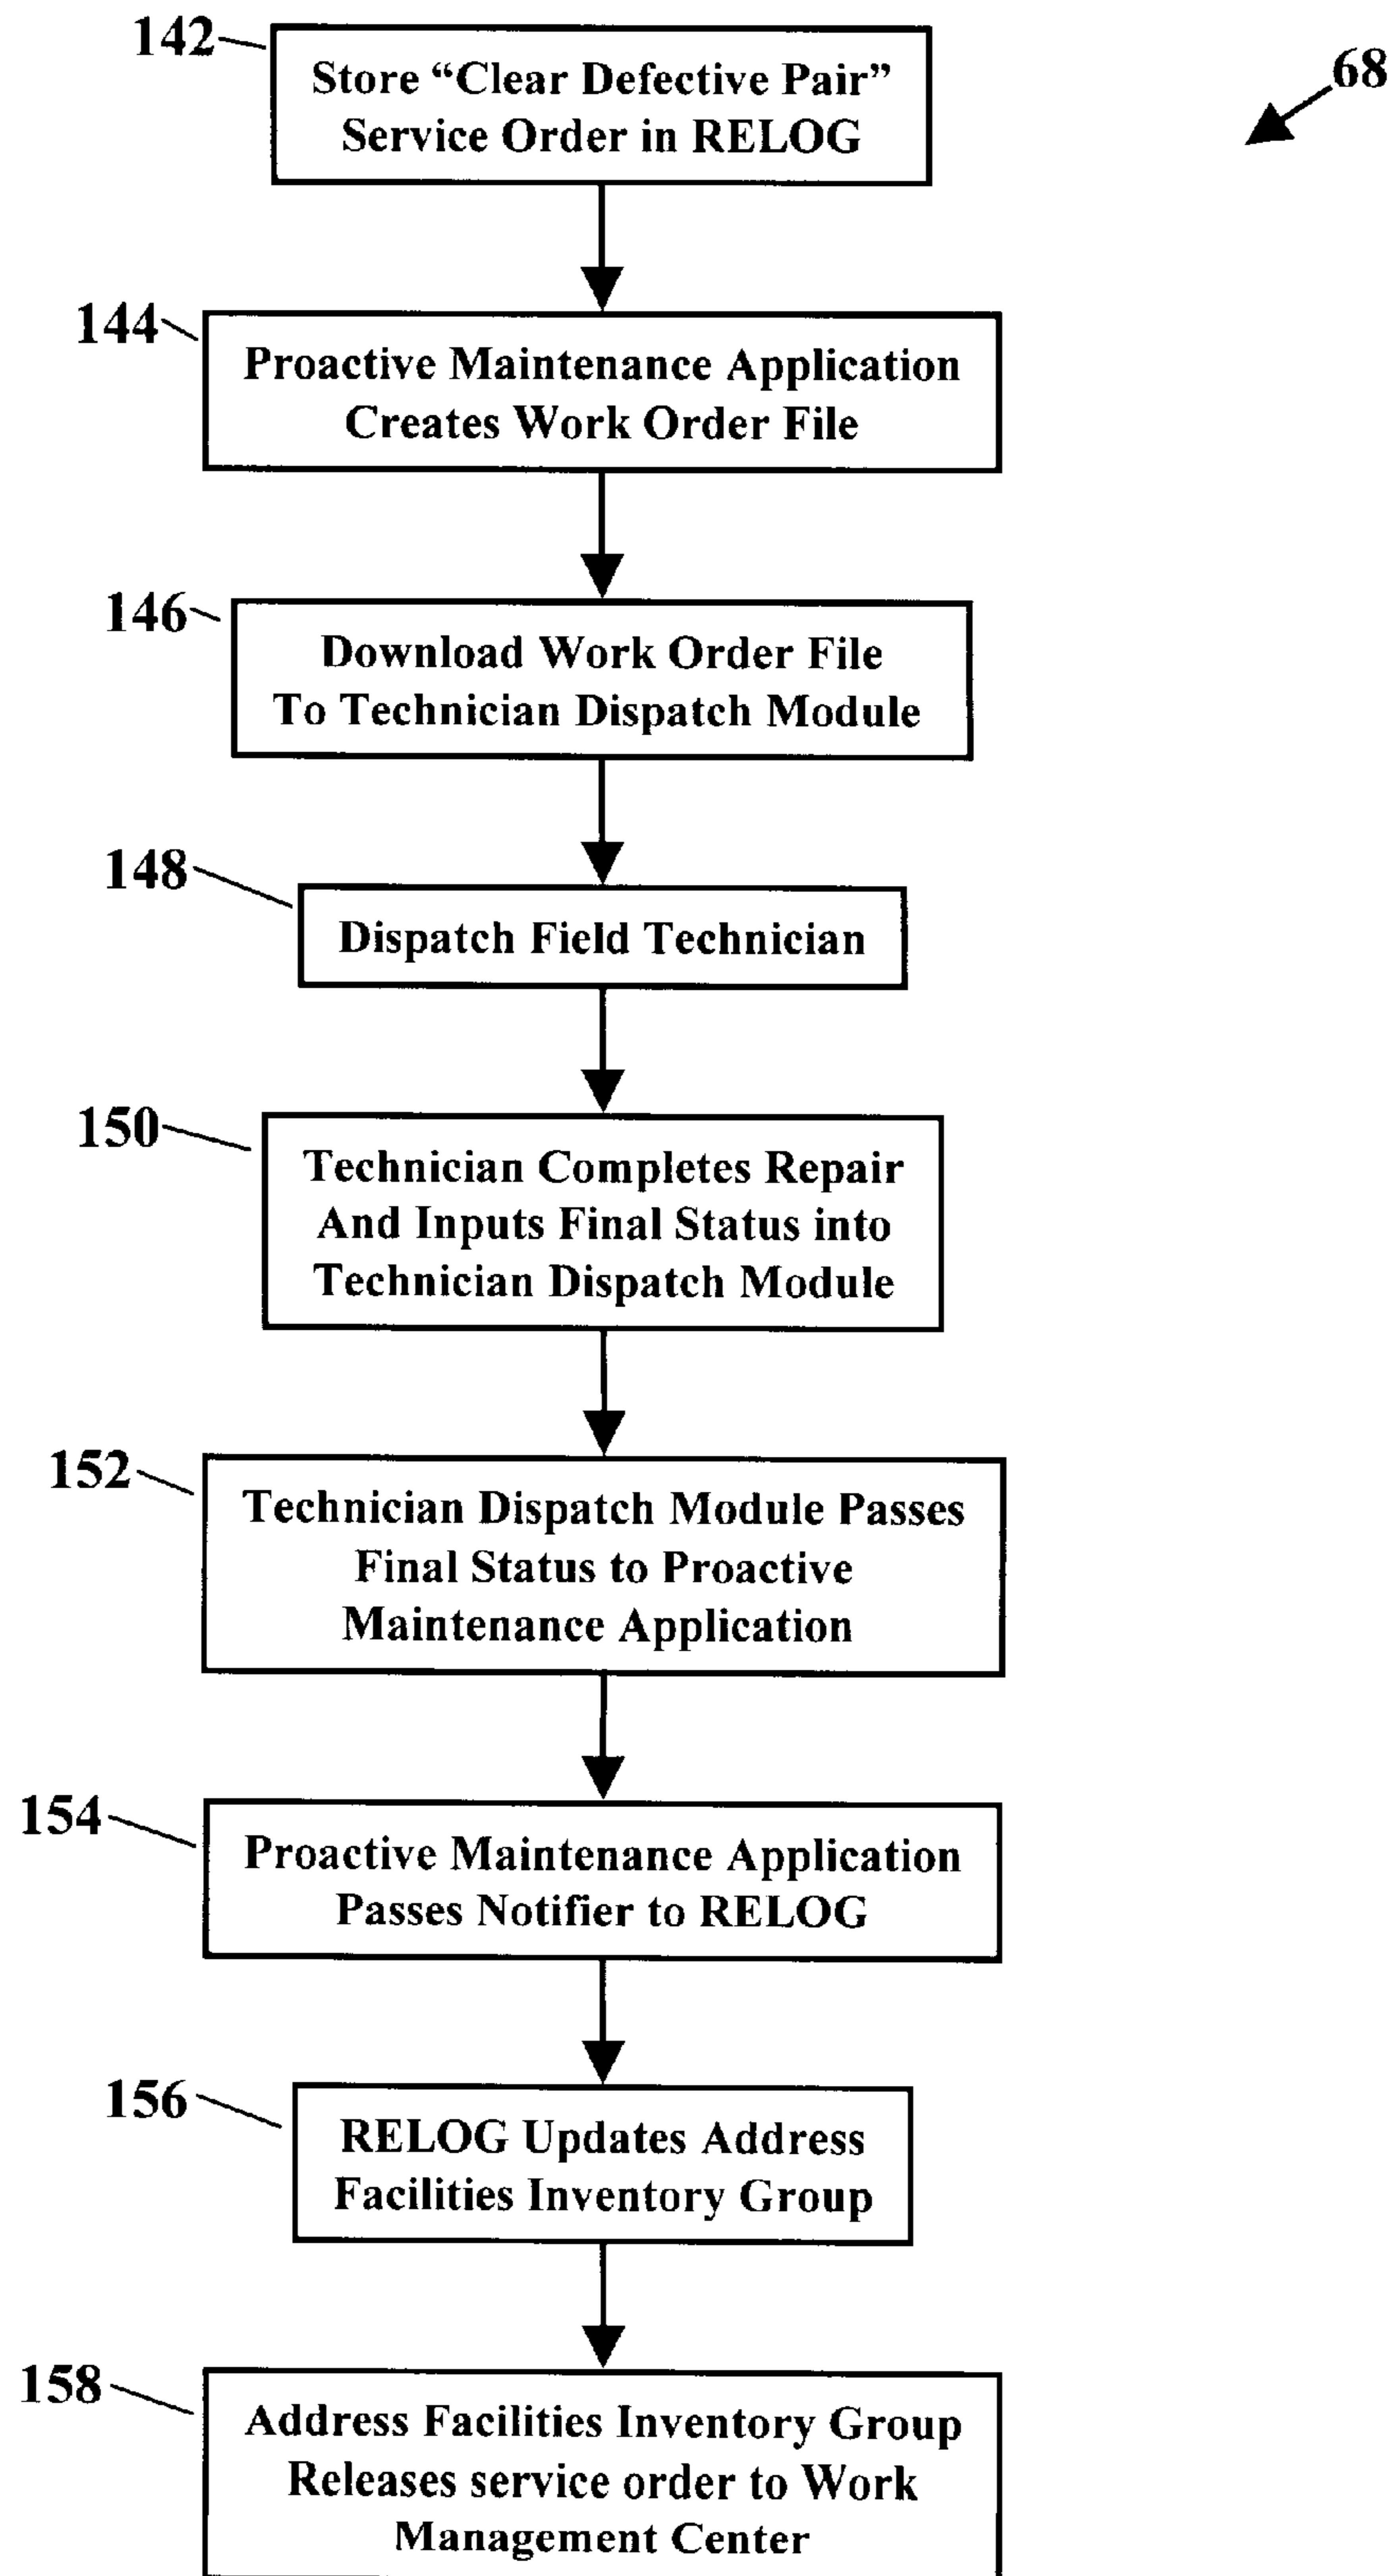 142
Store “Clear Defective Pair”
Service Order in RELOG
68
144
Proactive Maintenance Application
Creates Work Order File
146
Download Work Order File
To Technician Dispatch Module
148
Dispatch Field Technician
150
Technician Completes Repair
And Inputs Final Status into
Technician Dispatch Module
152
Technician Dispatch Module Passes
Final Status to Proactive
Maintenance Application
154
Proactive Maintenance Application
Passes Notifier to RELOG
156
RELOG Updates Address
Facilities Inventory Group
158
Address Facilities Inventory Group
Releases service order to Work
Management Center